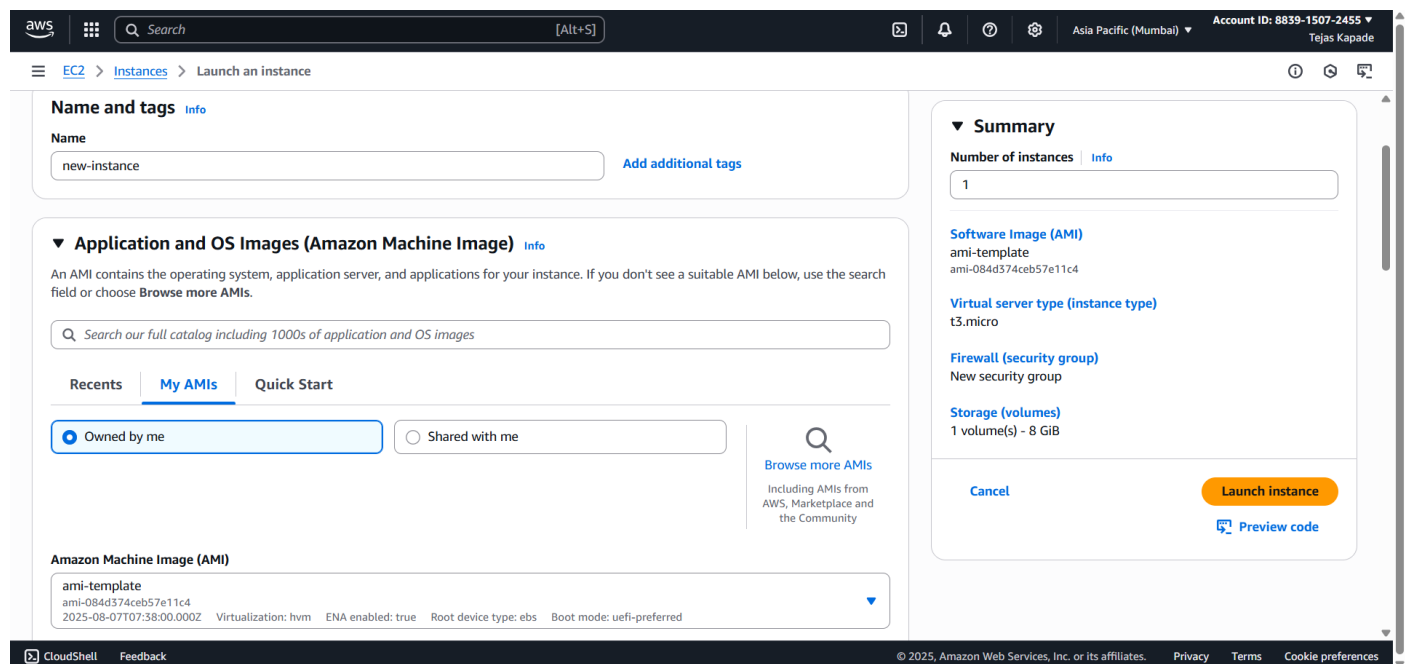 aws
Search [Alt+S]
Asia Pacific (Mumbai)
Account ID: 8839-1507-2455
Tejas Kapade
EC2 > Instances > Launch an instance
Name and tags Info
Name
new-instance
Add additional tags
Application and OS Images (Amazon Machine Image) Info
An AMI contains the operating system, application server, and applications for your instance. If you don't see a suitable AMI below, use the search
field or choose Browse more AMIs.
Search our full catalog including 1000s of application and OS images
Recents My AMIs Quick Start
Owned by me
Shared with me
Browse more AMIs
Including AMIs from
AWS, Marketplace and
the Community
Amazon Machine Image (AMI)
ami-template
ami-084d374ceb57e11c4
2025-08-07T07:38:00.000Z Virtualization: hvm ENA enabled: true Root device type: ebs Boot mode: uefi-preferred
Summary
Number of instances Info
1
Software Image (AMI)
ami-template
ami-084d374ceb57e11c4
Virtual server type (instance type)
t3.micro
Firewall (security group)
New security group
Storage (volumes)
1 volume(s) - 8 GiB
Cancel
Launch instance
Preview code
CloudShell Feedback
© 2025, Amazon Web Services, Inc. or its affiliates. Privacy Terms Cookie preferences